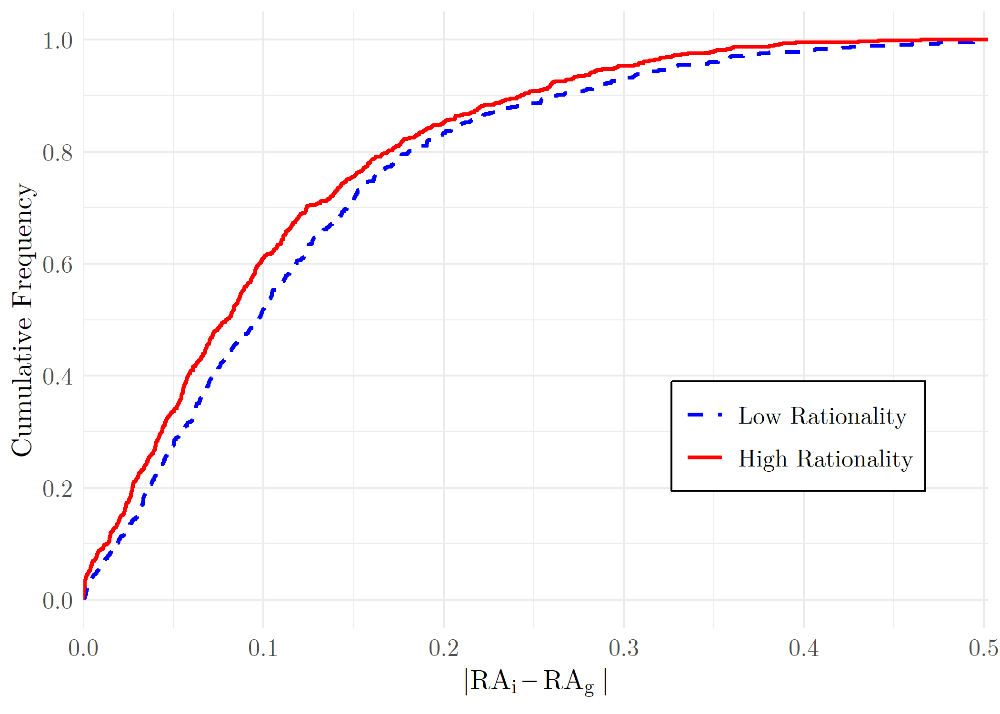 Cumulative Frequency
1.0
0.8
0.6
0.4
0.2
0.0
0.0 0.1 0.2 0.3 0.4 0.5
|RAi − RAg |
Low Rationality
High Rationality